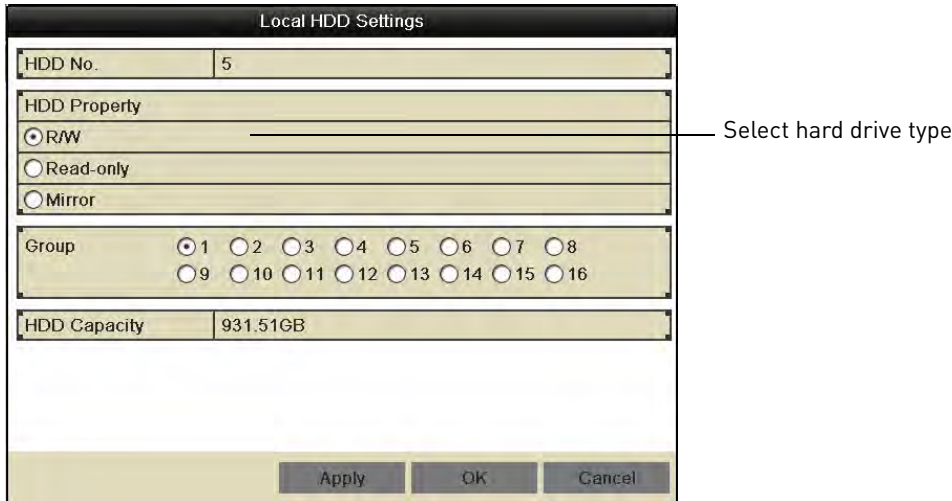 Local HDD Settings
HDD No. 5
HDD Property
R/W
Select hard drive type
Read-only
Mirror
Group 1 2 3 4 5 6 7 8
9 10 11 12 13 14 15 16
HDD Capacity 931.51GB
Apply OK Cancel